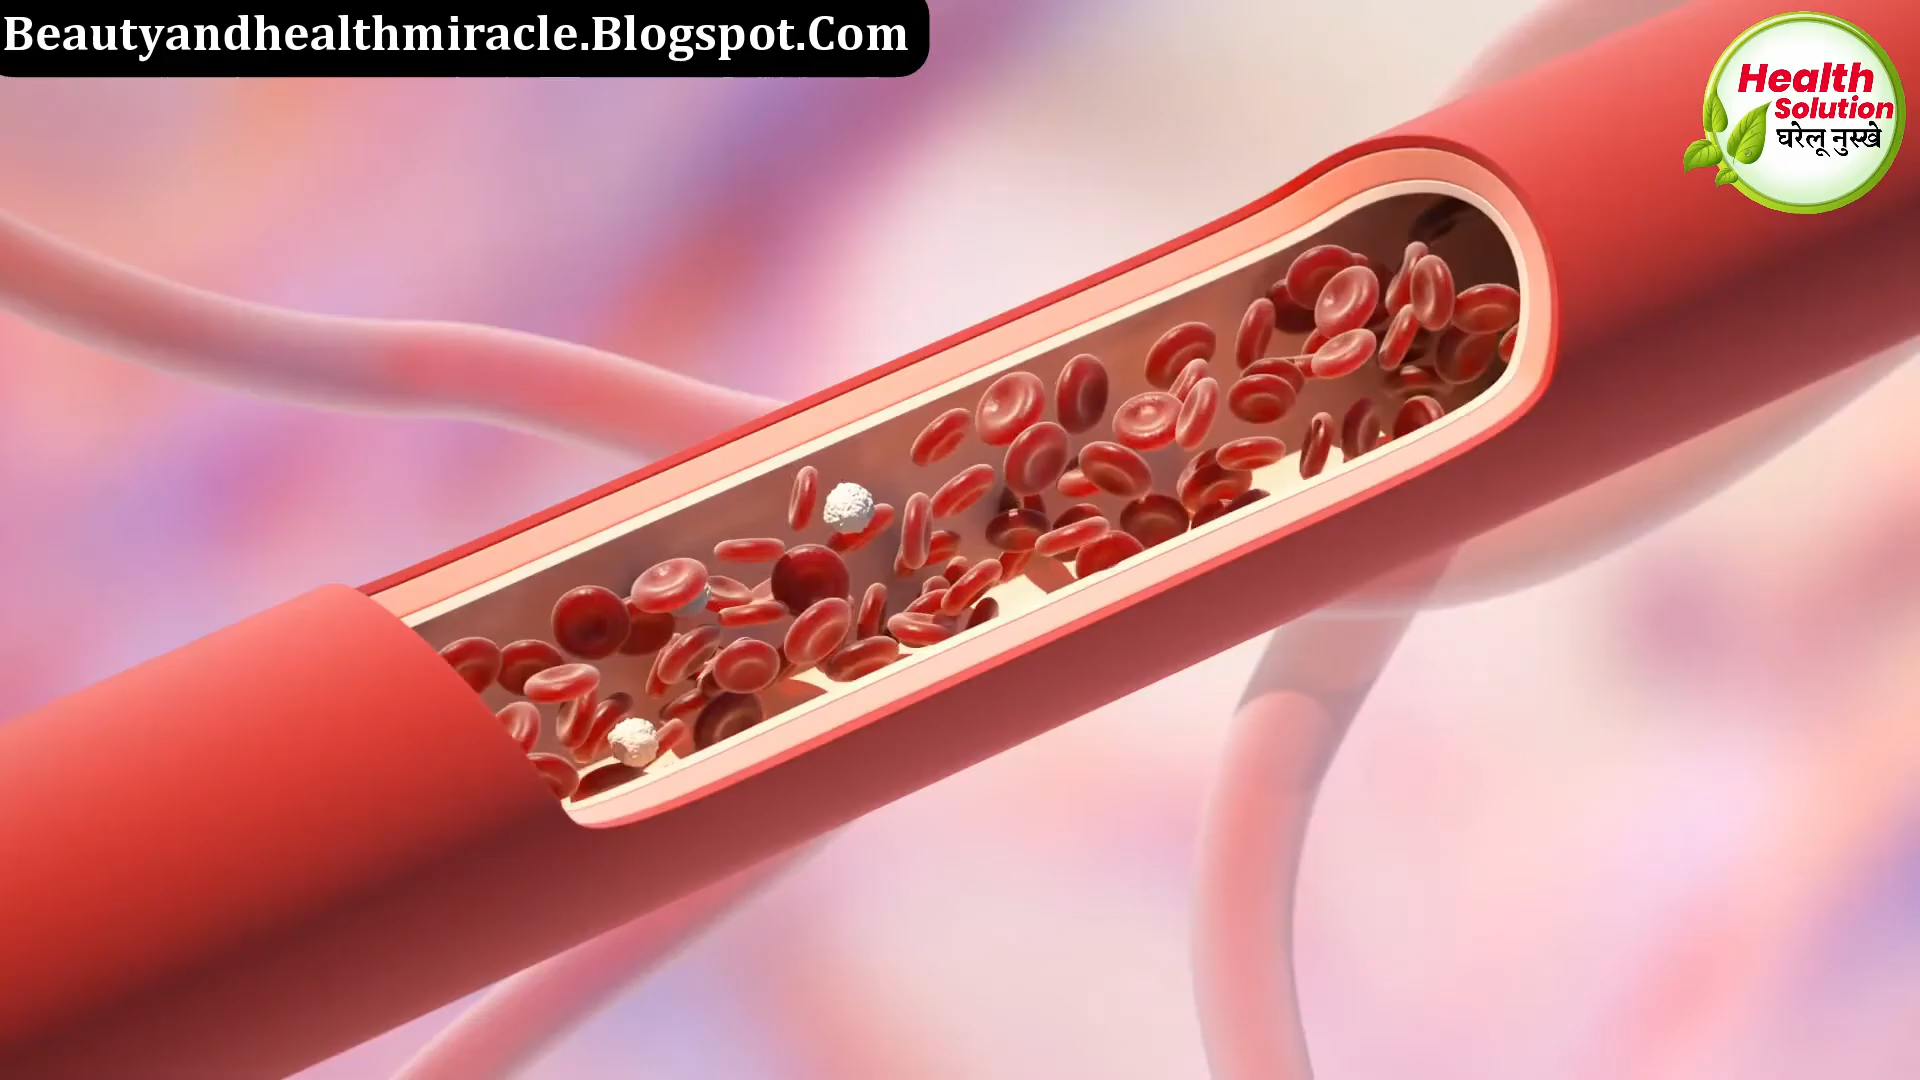 Beautyandhealthmiracle.Blogspot.Com
Health
Solution
घरेलू नुस्खे